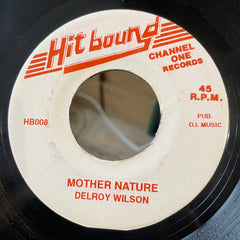 Hit bound
CHANNEL
ONE
RECORDS
45
R.P.M.
HB008
PUB.
D.I. MUSIC
MOTHER NATURE
DELROY WILSON